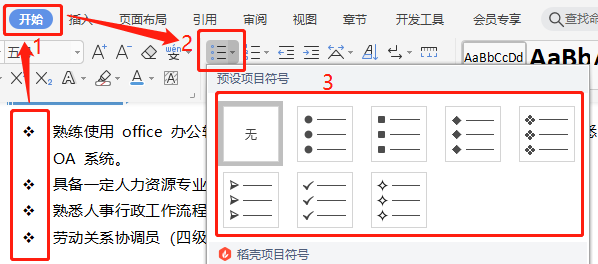 开始 插入 页面布局 引用 审阅 视图 章节 开发工具 会员专享 查找命
1 2
AaBbCcDd AaBb
预设项目符号
3
无
熟练使用 office 办公软
OA 系统。
具备一定人力资源专业
熟悉人事行政工作流程
劳动关系协调员（四级
稻壳项目符号